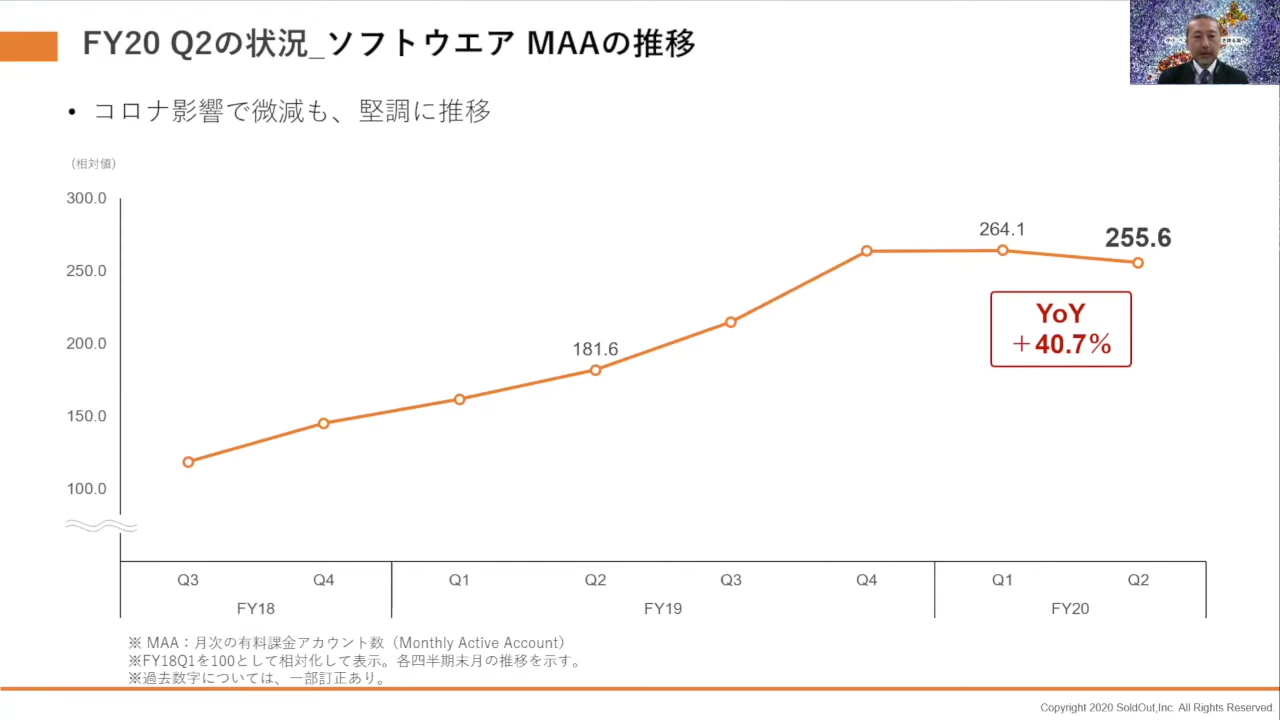 FY20 Q2の状況_ソフトウエア MAAの推移
• コロナ影響で微減も、堅調に推移
（相対値）
300.0
250.0
200.0
150.0
100.0
181.6
264.1
255.6
YoY
＋40.7%
Q3 Q4 Q1 Q2 Q3 Q4 Q1 Q2
FY18 FY19 FY20
※ MAA：月次の有料課金アカウント数（Monthly Active Account）
※FY18Q1を100として相対化して表示。各四半期末月の推移を示す。
※過去数字については、一部訂正あり。
Copyright 2020 SoldOut,Inc. All Rights Reserved.